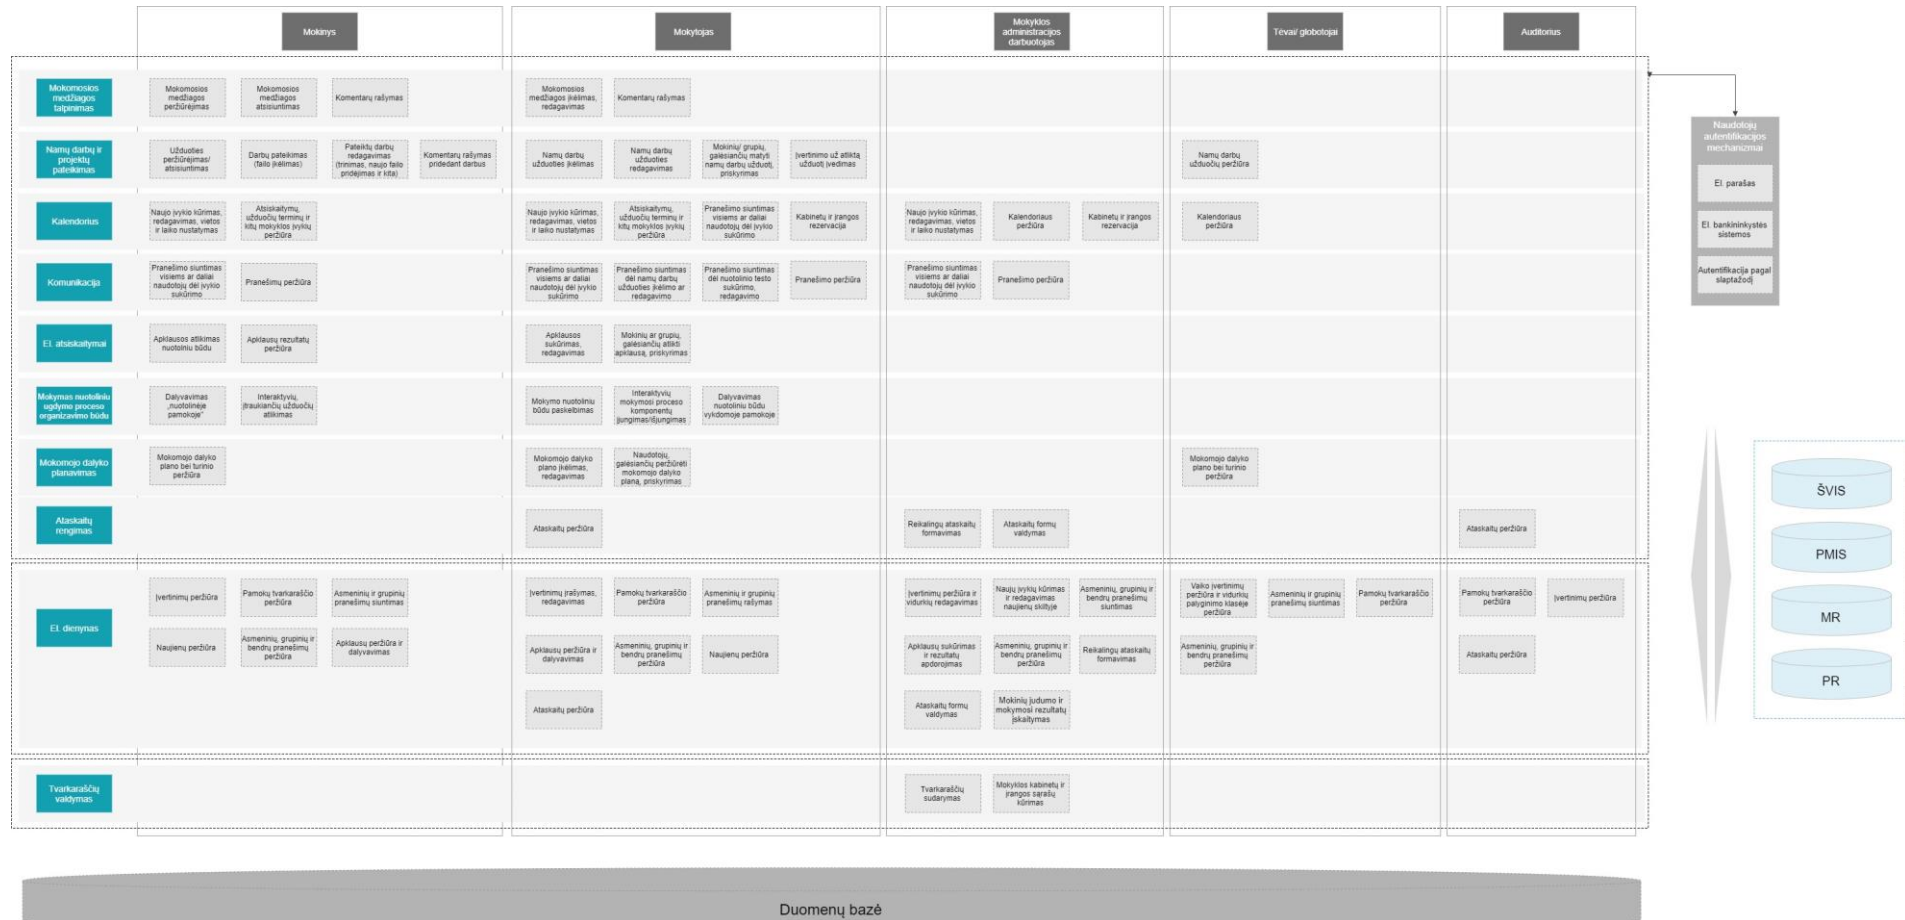 Mokinys
Mokytojas
Mokyklos
administracijos
darbuotojas
Tėvai/ globotojai
Auditorius
Mokomosios
medžiagos
talpinimas
Mokomosios
medžiagos
peržiūrėjimas
Mokomosios
medžiagos
atsisiuntimas
Komentarų rašymas
Mokomosios
medžiagos įkėlimas,
redagavimas
Komentarų rašymas
Namų darbų ir
projektų
pateikimas
Užduoties
peržiūrėjimas/
atsisiuntimas
Darbų pateikimas
(failo įkėlimas)
Pateiktų darbų
redagavimas
(trinimas, naujo failo
pridėjimas ir kita)
Komentarų rašymas
pridedant darbus
Namų darbų
užduoties įkėlimas
Namų darbų
užduoties
redagavimas
Mokinių/ grupių,
galėsiančių matyti
namų darbų užduotį,
priskyrimas
Įvertinimo už atliktą
užduotį įvedimas
Namų darbų
užduočių peržiūra
Kalendorius
Naujo įvykio kūrimas,
redagavimas, vietos
ir laiko nustatymas
Atsiskaitymų,
užduočių terminų ir
kitų mokyklos įvykių
peržiūra
Naujo įvykio kūrimas,
redagavimas, vietos
ir laiko nustatymas
Atsiskaitymų,
užduočių terminų ir
kitų mokyklos įvykių
peržiūra
Pranešimo siuntimas
visiems ar daliai
naudotojų dėl įvykio
sukūrimo
Kabinetų ir įrangos
rezervacija
Naujo įvykio kūrimas,
redagavimas, vietos
ir laiko nustatymas
Kalendoriaus
peržiūra
Kabinetų ir įrangos
rezervacija
Kalendoriaus
peržiūra
Komunikacija
Pranešimo siuntimas
visiems ar daliai
naudotojų dėl įvykio
sukūrimo
Pranešimų peržiūra
Pranešimo siuntimas
visiems ar daliai
naudotojų dėl įvykio
sukūrimo
Pranešimo siuntimas
dėl namų darbų
užduoties įkėlimo ar
redagavimo
Pranešimo siuntimas
dėl nuotolinio testo
sukūrimo,
redagavimo
Pranešimo peržiūra
Pranešimo siuntimas
visiems ar daliai
naudotojų dėl įvykio
sukūrimo
Pranešimo peržiūra
El. atsiskaitymai
Apklausos atlikimas
nuotoliniu būdu
Apklausų rezultatų
peržiūra
Apklausos
sukūrimas,
redagavimas
Mokinių ar grupių,
galėsiančių atlikti
apklausą, priskyrimas
Mokymas nuotoliniu
ugdymo proceso
organizavimo būdu
Dalyvavimas
„nuotolinėje
pamokoje“
Interaktyvių,
įtraukiančių užduočių
atlikimas
Mokymo nuotoliniu
būdu paskelbimas
Interaktyvių
mokymosi proceso
komponentų
įjungimas/išjungimas
Dalyvavimas
nuotoliniu būdu
vykdomoje pamokoje
Mokomojo dalyko
planavimas
Mokomojo dalyko
plano bei turinio
peržiūra
Mokomojo dalyko
plano įkėlimas,
redagavimas
Naudotojų,
galėsiančių peržiūrėti
mokomojo dalyko
planą, priskyrimas
Mokomojo dalyko
plano bei turinio
peržiūra
Ataskaitų
rengimas
Ataskaitų peržiūra
Reikalingų ataskaitų
formavimas
Ataskaitų formų
valdymas
Ataskaitų peržiūra
El. dienynas
Įvertinimų peržiūra
Pamokų tvarkaraščio
peržiūra
Asmeninių ir grupinių
pranešimų siuntimas
Naujienų peržiūra
Asmeninių, grupinių ir
bendrų pranešimų
peržiūra
Apklausų peržiūra ir
dalyvavimas
Įvertinimų įrašymas,
redagavimas
Pamokų tvarkaraščio
peržiūra
Asmeninių ir grupinių
pranešimų rašymas
Apklausų peržiūra ir
dalyvavimas
Asmeninių, grupinių ir
bendrų pranešimų
peržiūra
Naujienų peržiūra
Ataskaitų peržiūra
Įvertinimų peržiūra ir
vidurkių redagavimas
Naujų įvykių kūrimas
ir redagavimas
naujienų skiltyje
Asmeninių, grupinių ir
bendrų pranešimų
siuntimas
Apklausų sukūrimas
ir rezultatų
apdorojimas
Asmeninių, grupinių ir
bendrų pranešimų
peržiūra
Reikalingų ataskaitų
formavimas
Ataskaitų formų
valdymas
Mokinių judumo ir
mokymosi rezultatų
įskaitymas
Vaiko įvertinimų
peržiūra ir vidurkių
palyginimo klasėje
peržiūra
Asmeninių ir grupinių
pranešimų siuntimas
Pamokų tvarkaraščio
peržiūra
Asmeninių, grupinių ir
bendrų pranešimų
peržiūra
Pamokų tvarkaraščio
peržiūra
Įvertinimų peržiūra
Ataskaitų peržiūra
Tvarkaraščių
valdymas
Tvarkaraščių
sudarymas
Mokyklos kabinetų ir
įrangos sąrašų
kūrimas
Naudotojų
autentifikacijos
mechanizmai
El. parašas
El. bankininkystės
sistemos
Autentifikacija pagal
slaptažodį
ŠVIS
PMIS
MR
PR
Duomenų bazė